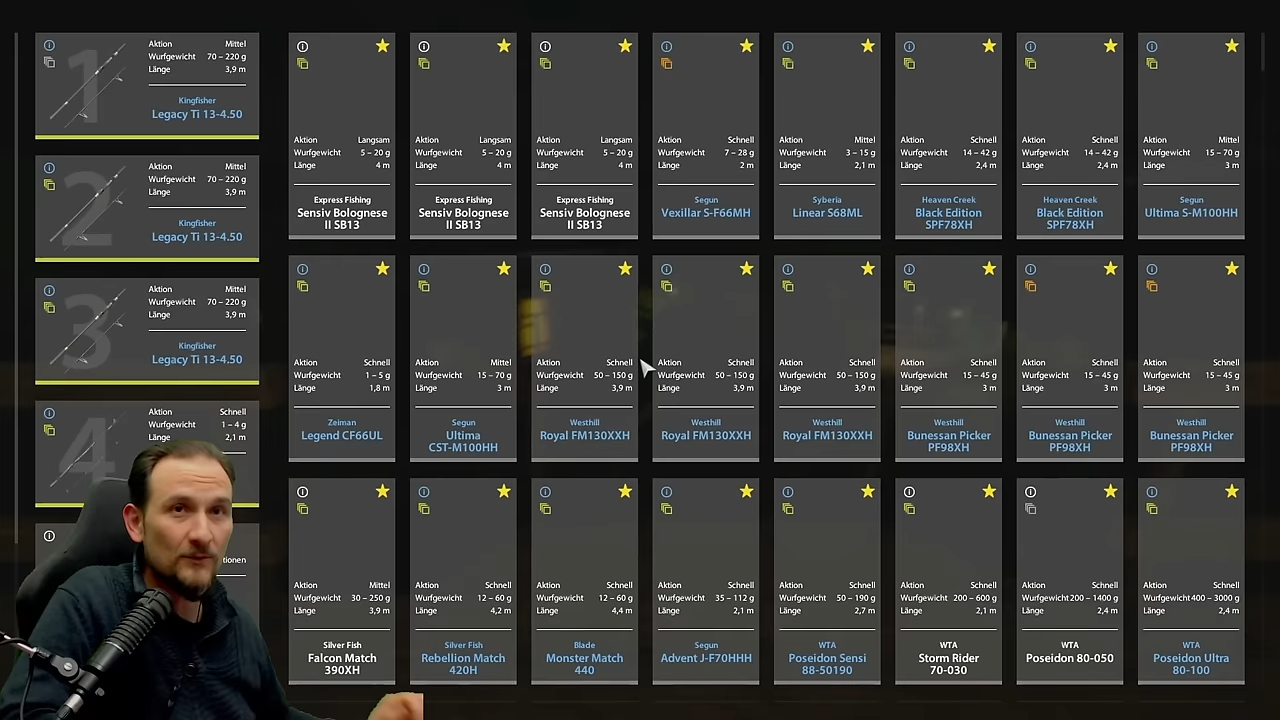 1
Aktion Mittel
Wurfgewicht 70 – 220 g
Länge 3,9 m
Kingfisher
Legacy Ti 13-4.50
2
Aktion Mittel
Wurfgewicht 70 – 220 g
Länge 3,9 m
Kingfisher
Legacy Ti 13-4.50
3
Aktion Mittel
Wurfgewicht 70 – 220 g
Länge 3,9 m
Kingfisher
Legacy Ti 13-4.50
4
Aktion Schnell
Wurfgewicht 1 – 4 g
Länge 2,1 m
tionen
Aktion Langsam
Wurfgewicht 5 – 20 g
Länge 4 m
Express Fishing
Sensiv Bolognese
II SB13
Aktion Langsam
Wurfgewicht 5 – 20 g
Länge 4 m
Express Fishing
Sensiv Bolognese
II SB13
Aktion Langsam
Wurfgewicht 5 – 20 g
Länge 4 m
Express Fishing
Sensiv Bolognese
II SB13
Aktion Schnell
Wurfgewicht 7 – 28 g
Länge 2 m
Segun
Vexillar S-F66MH
Aktion Mittel
Wurfgewicht 3 – 15 g
Länge 2,1 m
Syberia
Linear S68ML
Aktion Schnell
Wurfgewicht 14 – 42 g
Länge 2,4 m
Heaven Creek
Black Edition
SPF78XH
Aktion Schnell
Wurfgewicht 14 – 42 g
Länge 2,4 m
Heaven Creek
Black Edition
SPF78XH
Aktion Mittel
Wurfgewicht 15 – 70 g
Länge 3 m
Segun
Ultima S-M100HH
Aktion Schnell
Wurfgewicht 1 – 5 g
Länge 1,8 m
Zeiman
Legend CF66UL
Aktion Mittel
Wurfgewicht 15 – 70 g
Länge 3 m
Segun
Ultima
CST-M100HH
Aktion Schnell
Wurfgewicht 50 – 150 g
Länge 3,9 m
Westhill
Royal FM130XXH
Aktion Schnell
Wurfgewicht 50 – 150 g
Länge 3,9 m
Westhill
Royal FM130XXH
Aktion Schnell
Wurfgewicht 50 – 150 g
Länge 3,9 m
Westhill
Royal FM130XXH
Aktion Schnell
Wurfgewicht 15 – 45 g
Länge 3 m
Westhill
Bunessan Picker
PF98XH
Aktion Schnell
Wurfgewicht 15 – 45 g
Länge 3 m
Westhill
Bunessan Picker
PF98XH
Aktion Schnell
Wurfgewicht 15 – 45 g
Länge 3 m
Westhill
Bunessan Picker
PF98XH
Aktion Mittel
Wurfgewicht 30 – 250 g
Länge 3,9 m
Silver Fish
Falcon Match
390XH
Aktion Schnell
Wurfgewicht 12 – 60 g
Länge 4,2 m
Silver Fish
Rebellion Match
420H
Aktion Schnell
Wurfgewicht 12 – 60 g
Länge 4,4 m
Blade
Monster Match
440
Aktion Schnell
Wurfgewicht 35 – 112 g
Länge 2,1 m
Segun
Advent J-F70HHH
Aktion Schnell
Wurfgewicht 50 – 190 g
Länge 2,7 m
WTA
Poseidon Sensi
88-50190
Aktion Schnell
Wurfgewicht 200 – 600 g
Länge 2,1 m
WTA
Storm Rider
70-030
Aktion Schnell
Wurfgewicht 200 – 1400 g
Länge 2,4 m
WTA
Poseidon 80-050
Aktion Schnell
Wurfgewicht 400 – 3000 g
Länge 2,4 m
WTA
Poseidon Ultra
80-100